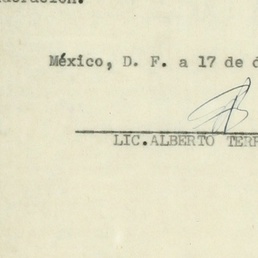 México, D. F. a 17 de
LIC. ALBERTO